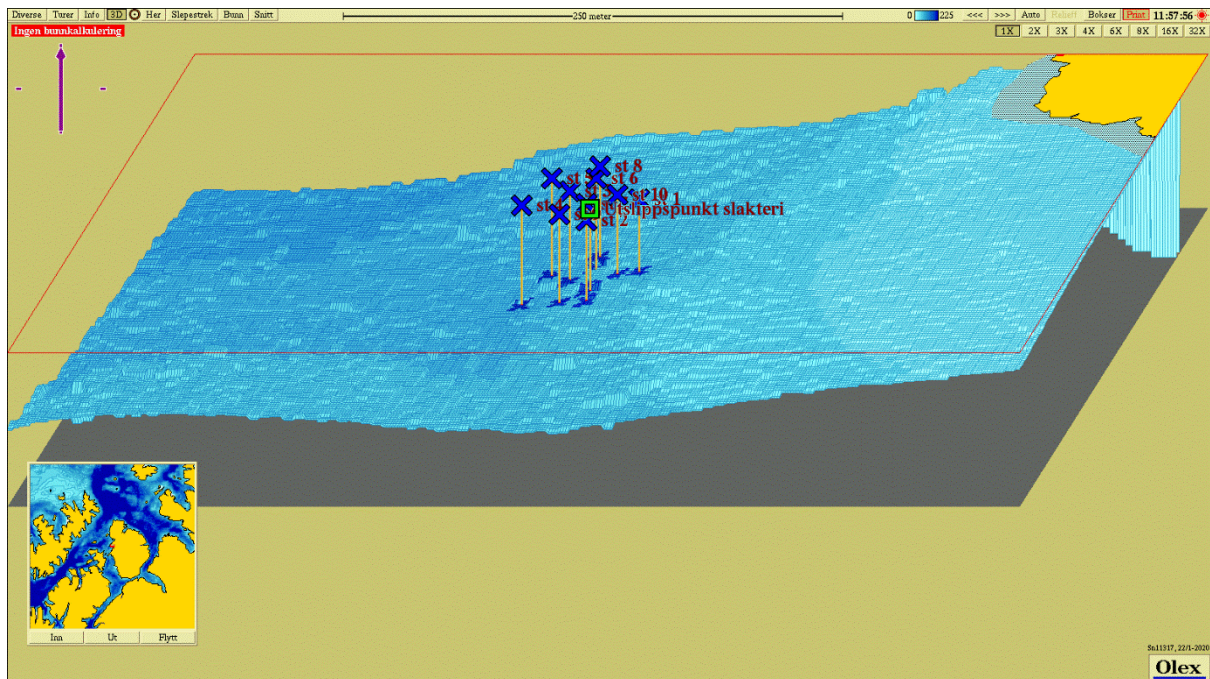 Diverse Turer Info 3D Her Slepestrek Bunn Snitt 250 meter 0 225 <<< >>> Auto Relieff Bokser Print 11:57:56
Ingen bunnkalkulering 1X 2X 3X 4X 6X 8X 16X 32X
st 8
st 6
st 10 1
Utslippspunkt slakteri
st 2
Inn Ut Flytt
Sn11317, 22/1-2020
Olex